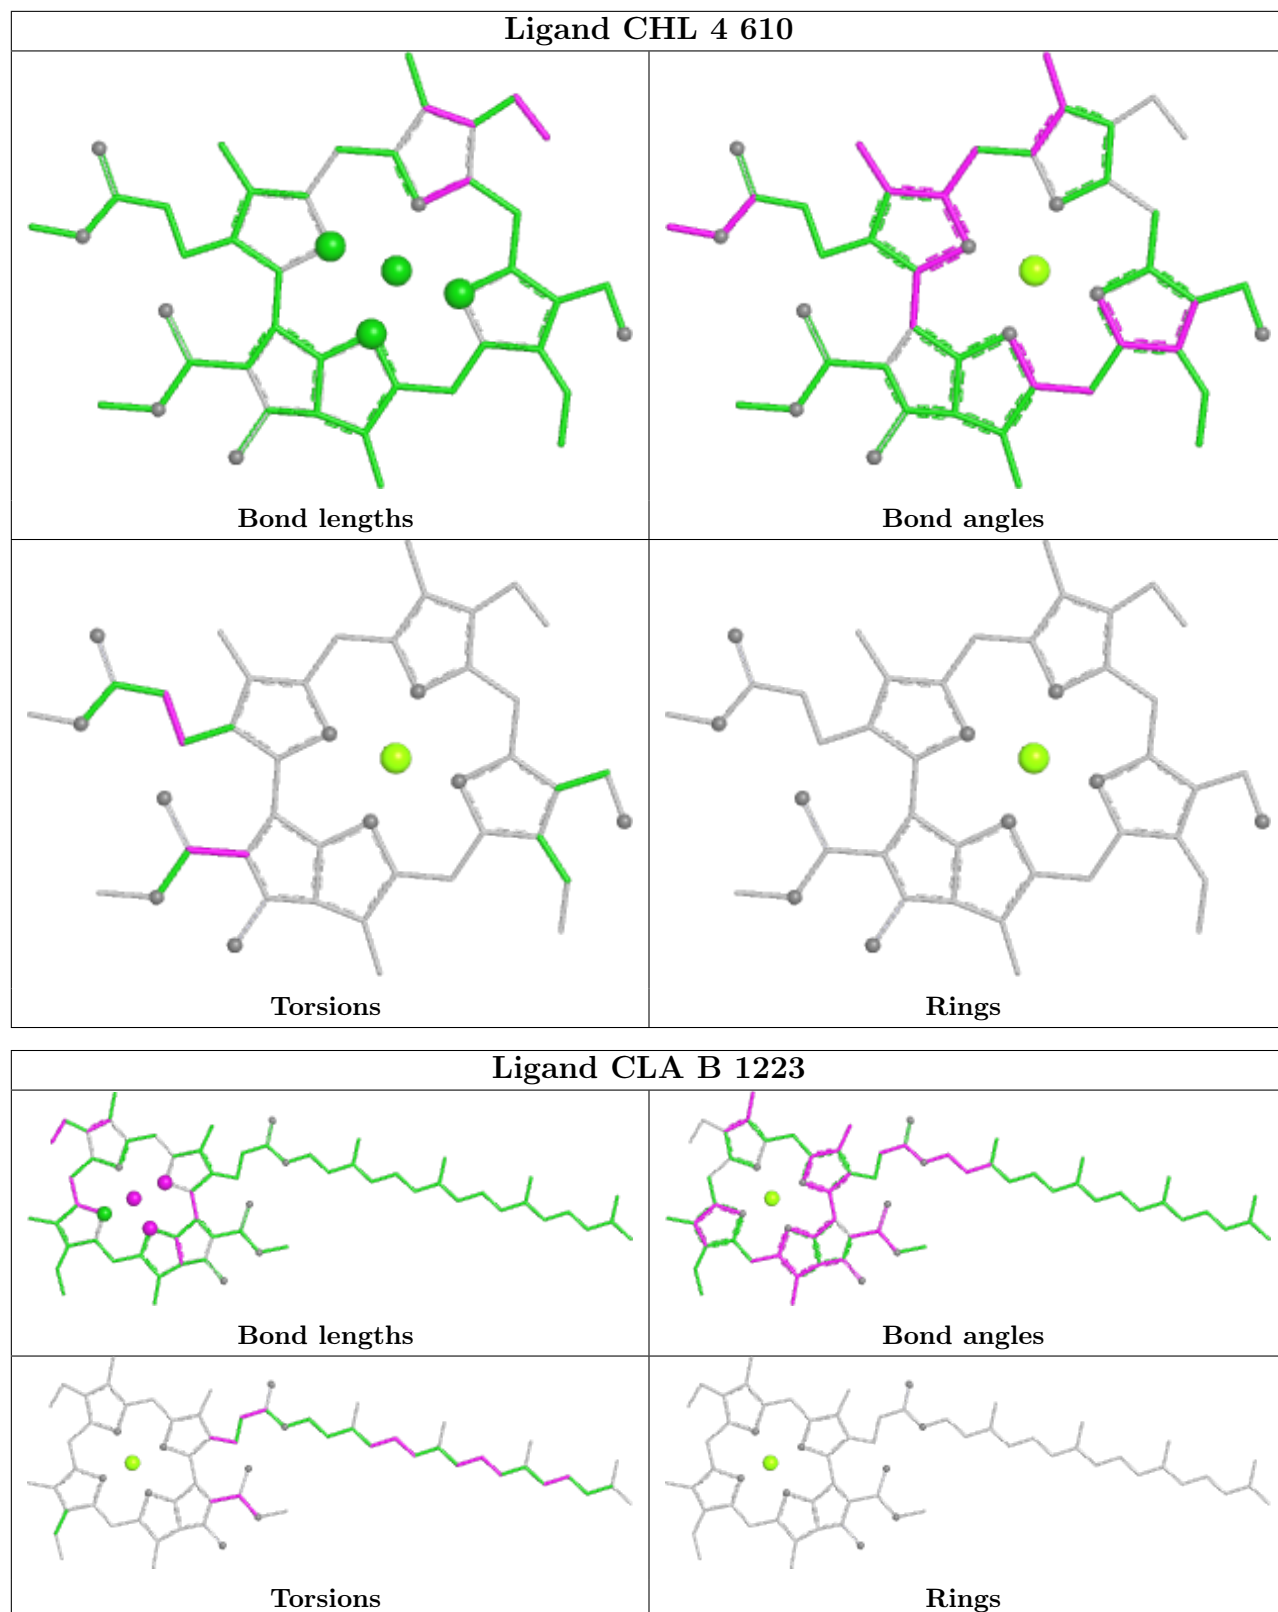 Ligand CHL 4 610
Bond lengths
Bond angles
Torsions
Rings
Ligand CLA B 1223
Bond lengths
Bond angles
Torsions
Rings